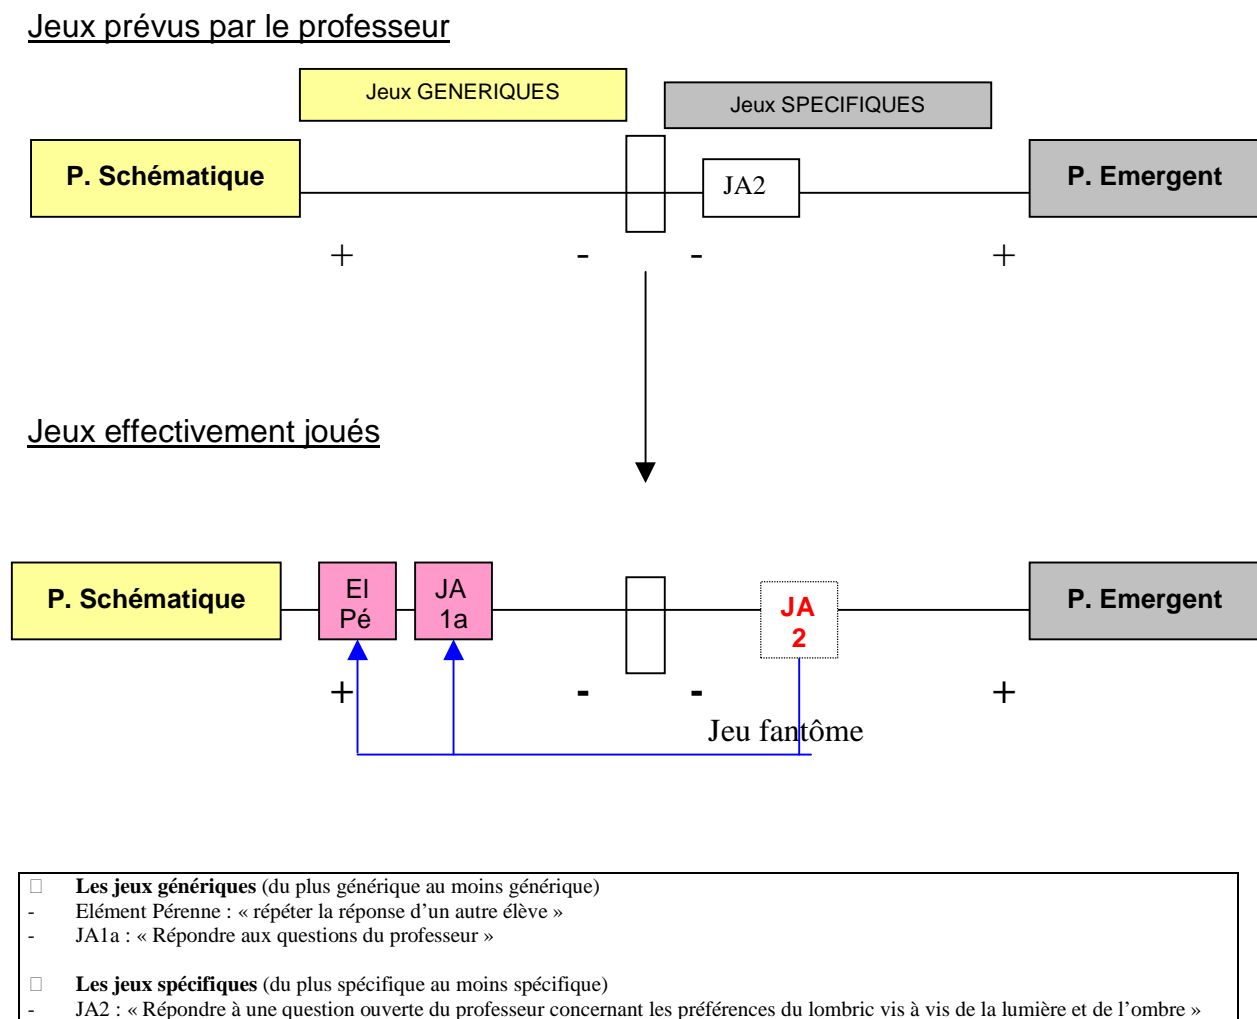 Jeux prévus par le professeur
Jeux GENERIQUES
Jeux SPECIFIQUES
P. Schématique
JA2
P. Emergent
+ - - +
Jeux effectivement joués
P. Schématique
El
Pé
JA
1a
JA
2
P. Emergent
+ - - +
Jeu fantôme
Les jeux génériques (du plus générique au moins générique)
- Elément Pérenne : « répéter la réponse d’un autre élève »
- JA1a : « Répondre aux questions du professeur »
Les jeux spécifiques (du plus spécifique au moins spécifique)
- JA2 : « Répondre à une question ouverte du professeur concernant les préférences du lombric vis à vis de la lumière et de l’ombre »